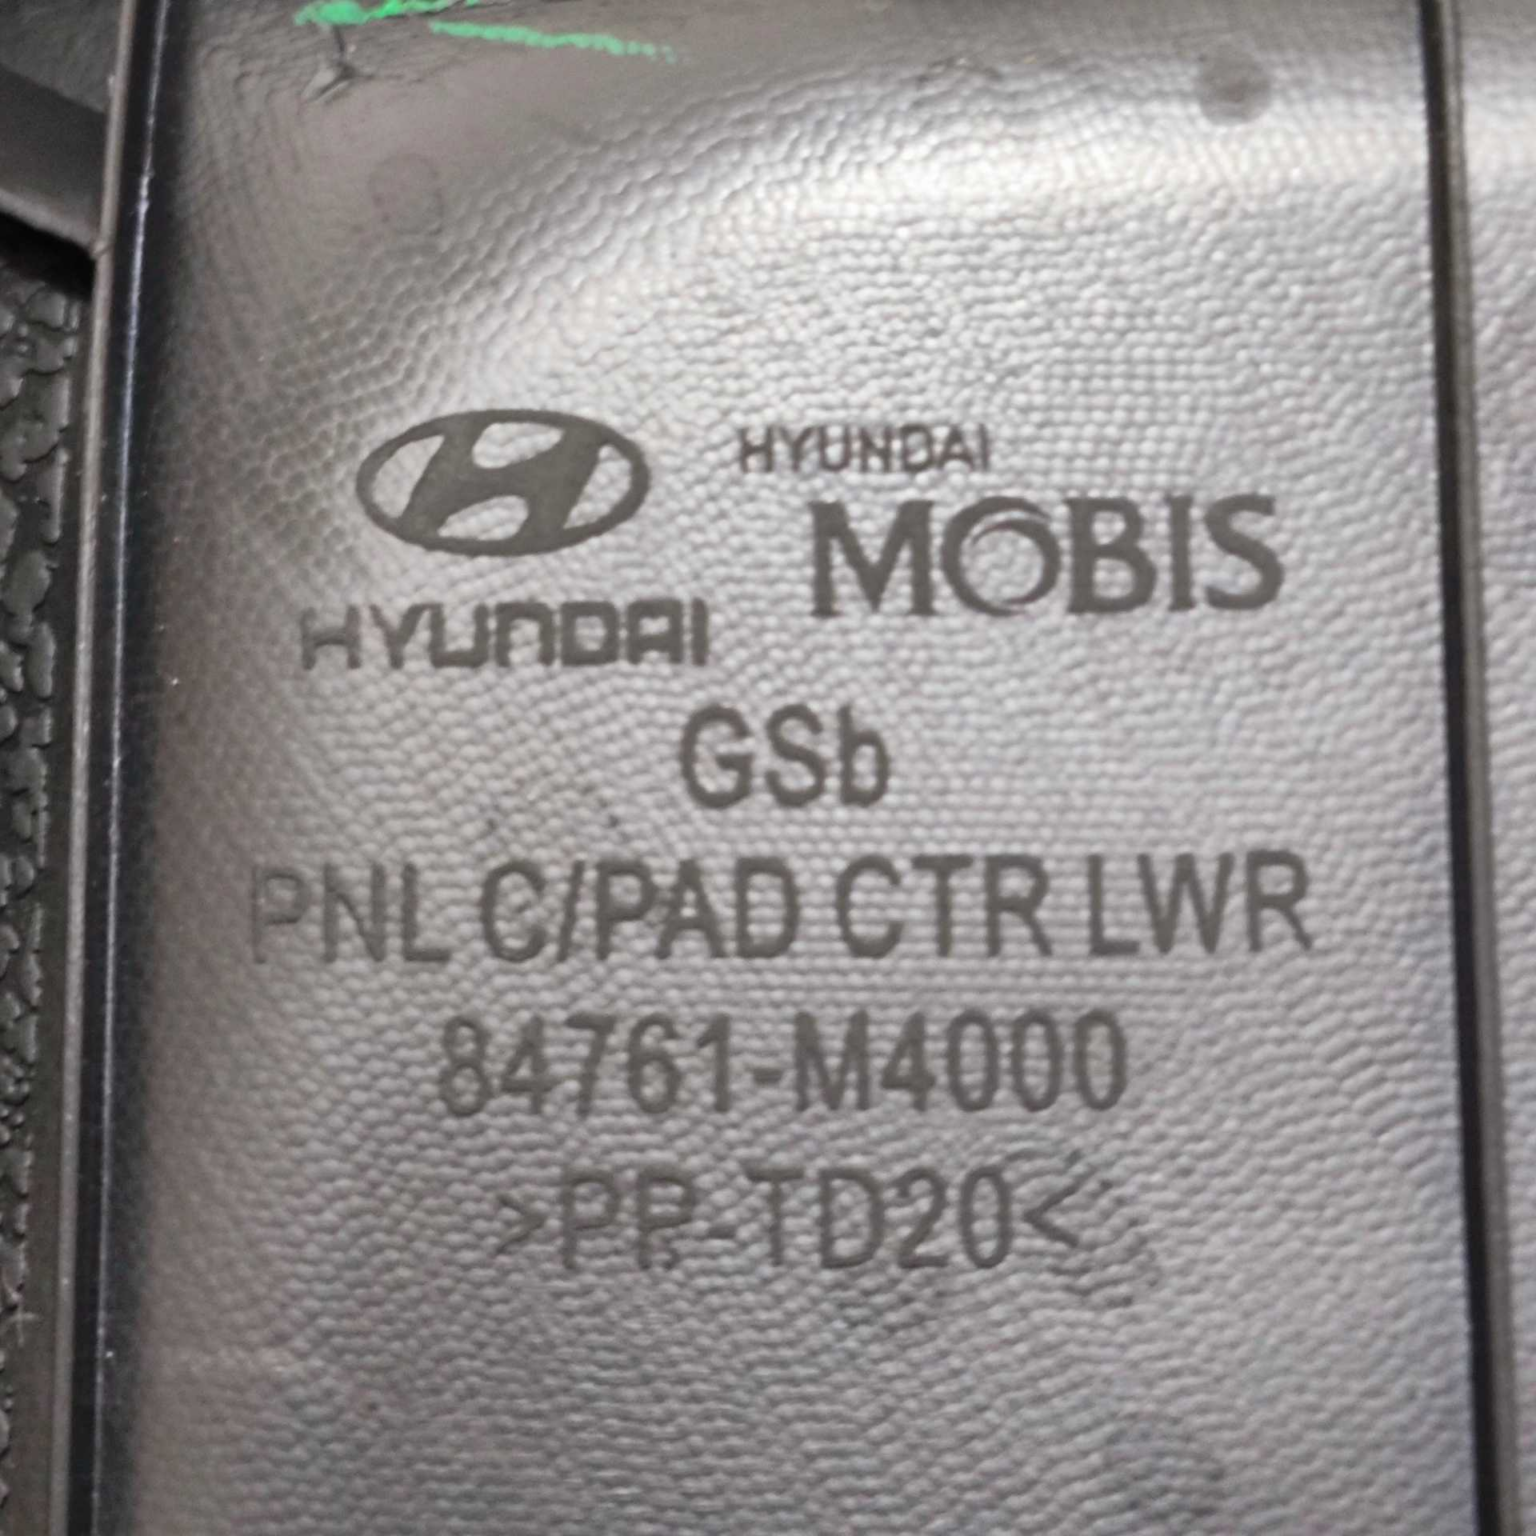 HYUNDAI
MOBIS
HYUNDAI
GSb
PNL C/PAD CTR LWR
84761-M4000
>PP-TD20<